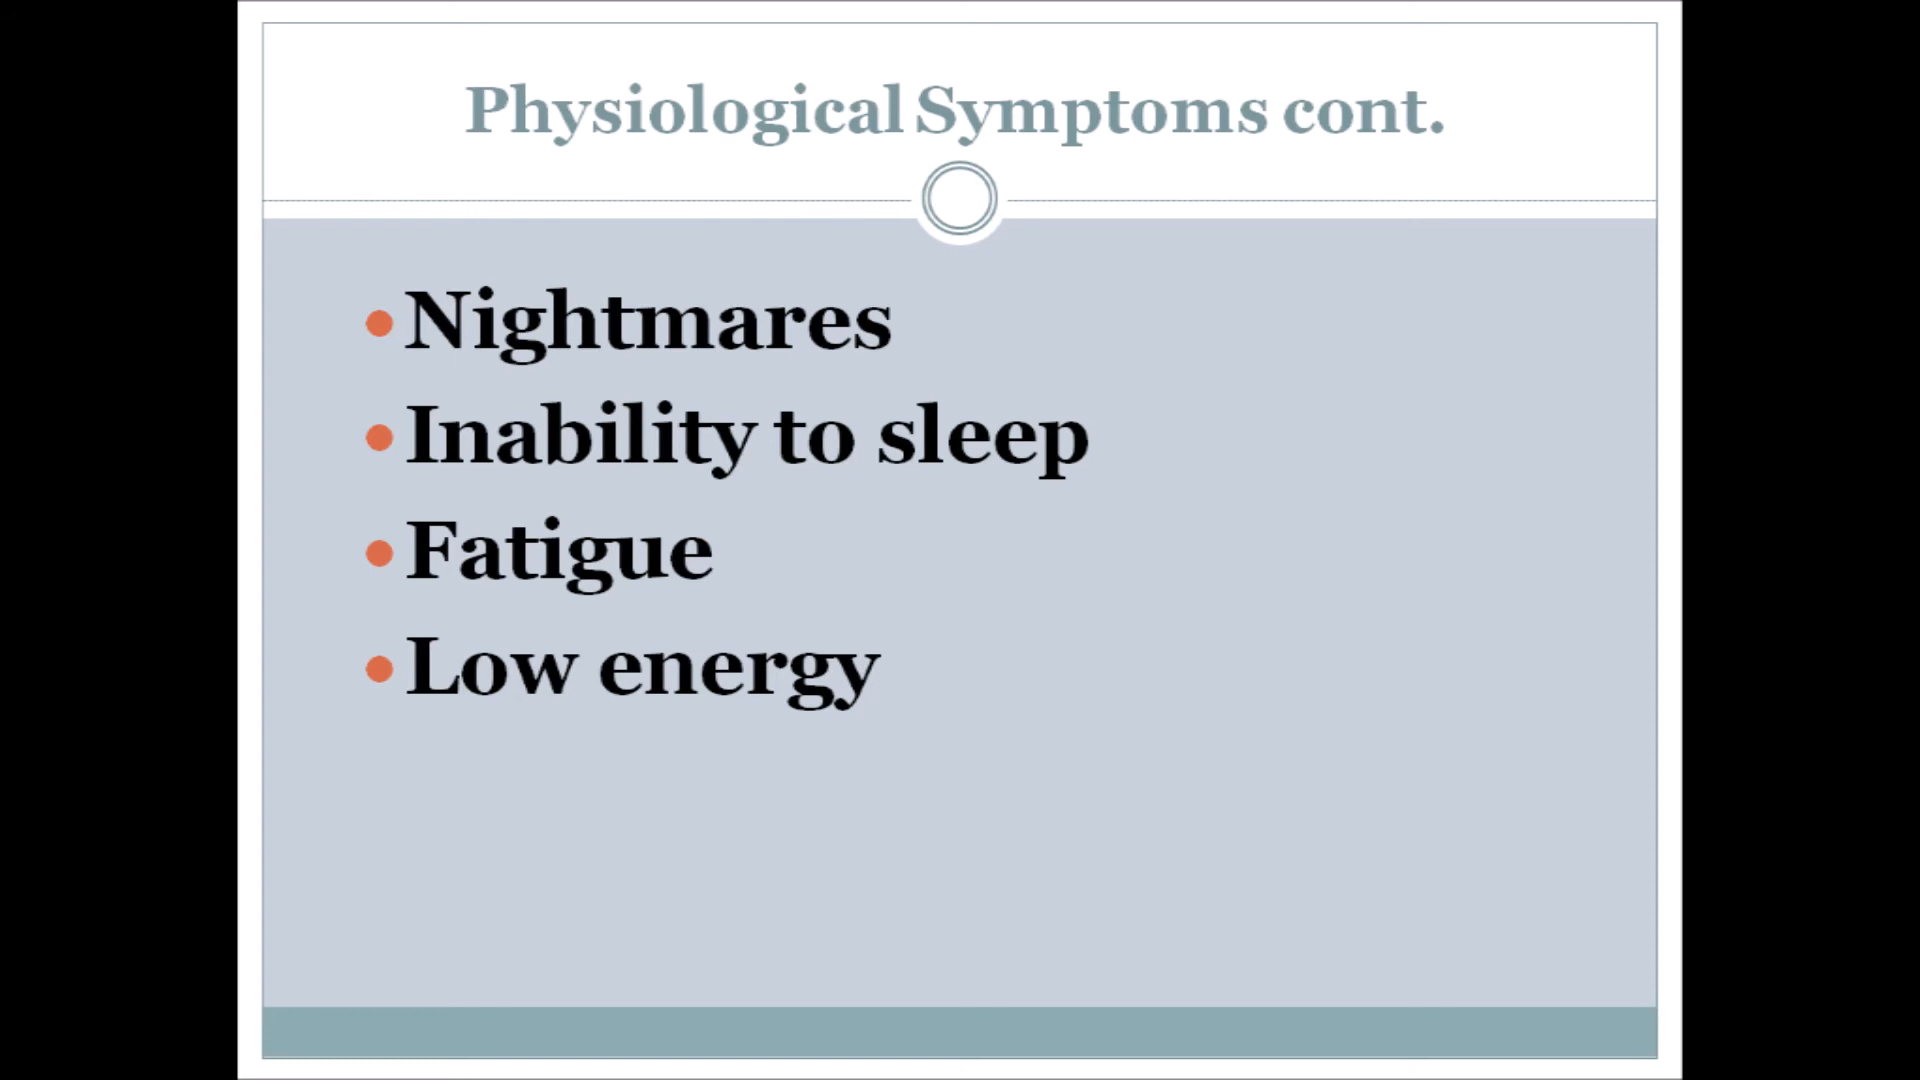 Physiological Symptoms cont.
Nightmares
Inability to sleep
Fatigue
Low energy